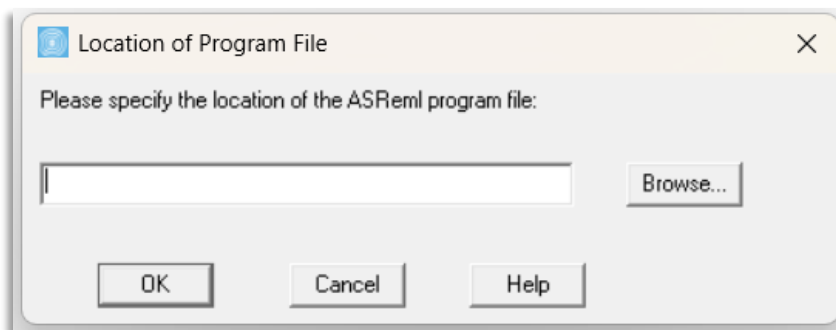 Location of Program File
Please specify the location of the ASReml program file:
Browse...
OK Cancel Help